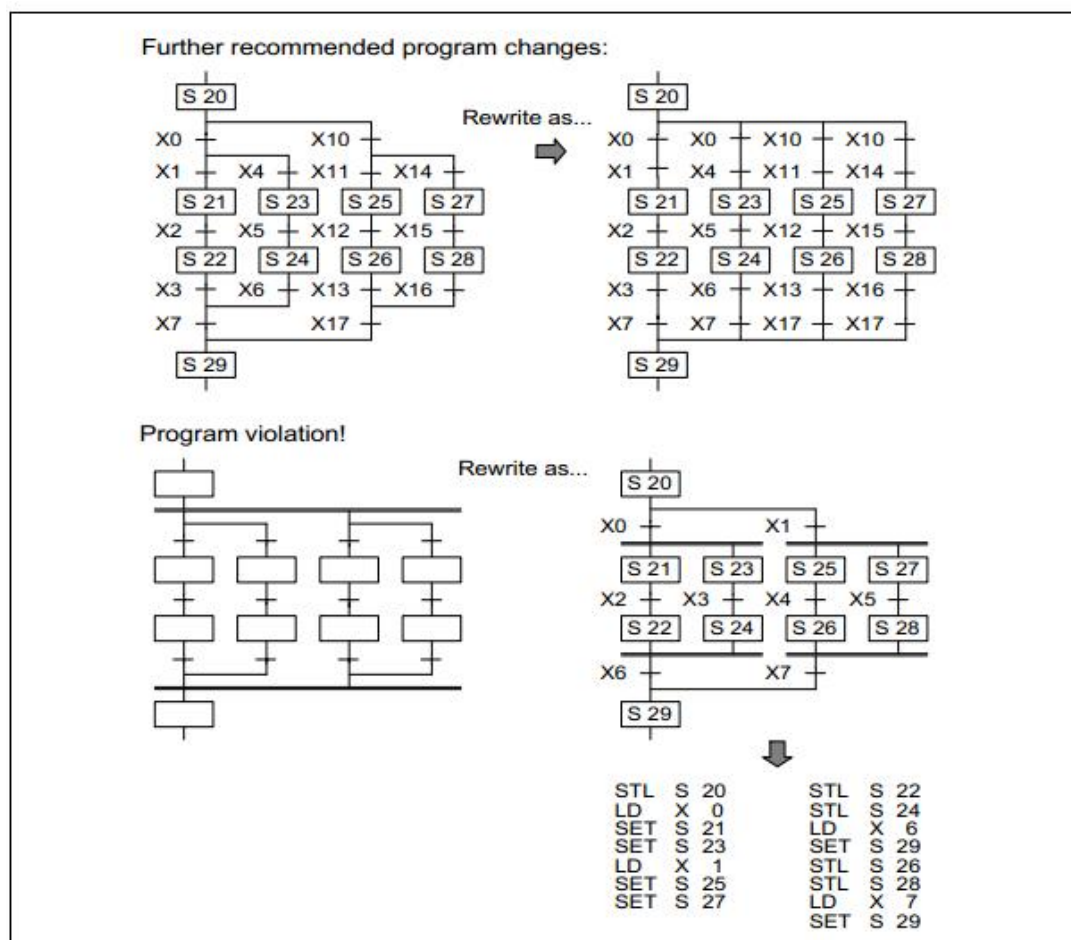 Further recommended program changes:
S 20
Rewrite as...
S 20
X0 X10
X0 X0 X10 X10
X1 X4 X11 X14
X1 X4 X11 X14
S 21 S 23 S 25 S 27
S 21 S 23 S 25 S 27
X2 X5 X12 X15
X2 X5 X12 X15
S 22 S 24 S 26 S 28
S 22 S 24 S 26 S 28
X3 X6 X13 X16
X3 X6 X13 X16
X7 X17
X7 X7 X17 X17
S 29
S 29
Program violation!
Rewrite as...
S 20
X0 X1
S 21 S 23 S 25 S 27
X2 X3 X4 X5
S 22 S 24 S 26 S 28
X6 X7
S 29
STL S 20
LD X 0
SET S 21
SET S 23
LD X 1
SET S 25
SET S 27
STL S 22
STL S 24
LD X 6
SET S 29
STL S 26
STL S 28
LD X 7
SET S 29